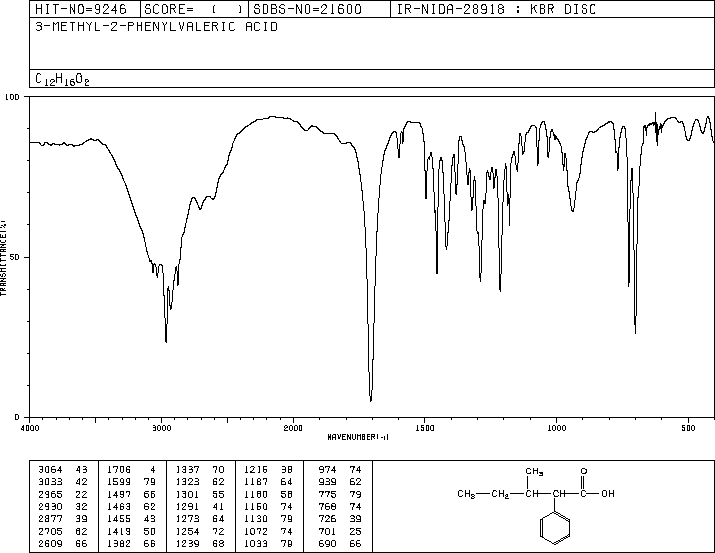 HIT-NO=9246 SCORE= ( ) SDBS-NO=21600 IR-NIDA-28918 : KBR DISC
3-METHYL-2-PHENYLVALERIC ACID
C12H16O2
100
50
0
TRANSMITTANCE(%)
4000 3000 2000 1500 1000 500
WAVENUMBER(-1)
3064 43 1706 4 1337 70 1216 38 974 74
3033 42 1599 79 1323 62 1187 64 939 62
2965 22 1497 66 1301 55 1180 58 775 79
2930 32 1463 62 1291 41 1150 74 768 74
2877 39 1455 43 1273 64 1130 79 726 39
2705 62 1419 50 1254 72 1072 74 701 25
2609 66 1382 66 1239 68 1033 79 690 66
CH3 O
CH3—CH2—CH—CH—C—OH